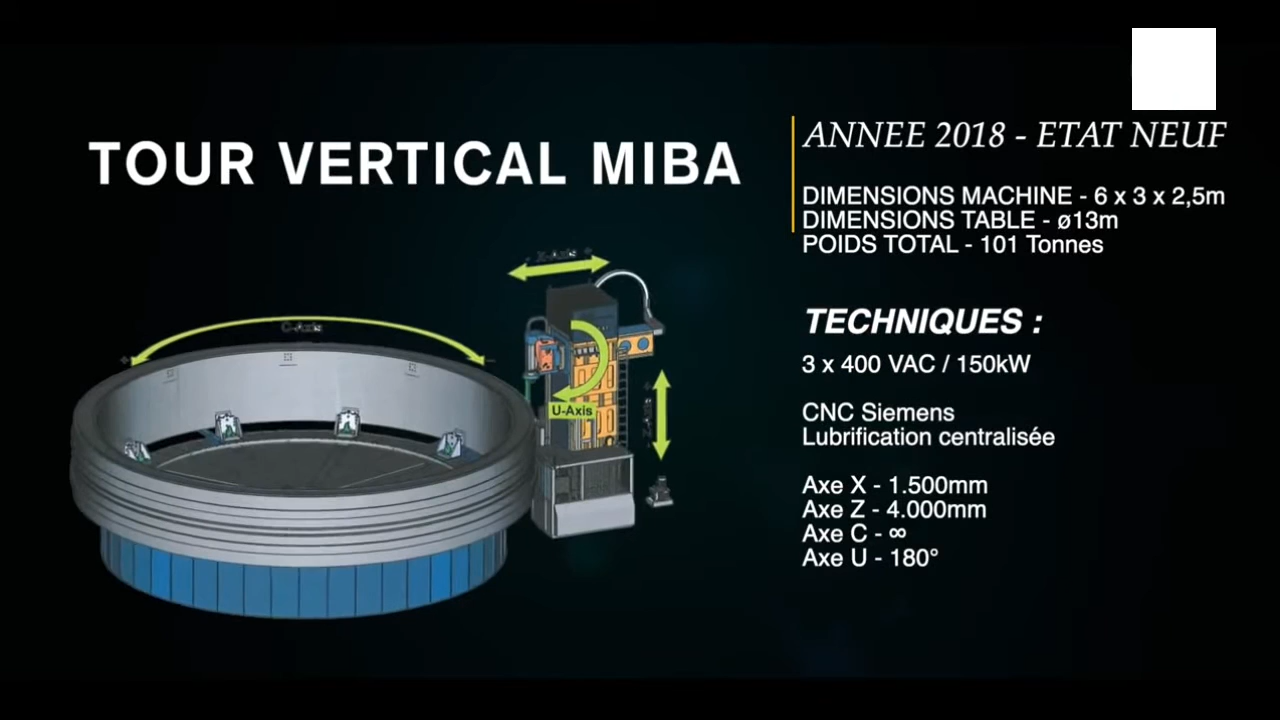 TOUR VERTICAL MIBA
ANNEE 2018 - ETAT NEUF
DIMENSIONS MACHINE - 6 x 3 x 2,5m
DIMENSIONS TABLE - ø13m
POIDS TOTAL - 101 Tonnes
TECHNIQUES :
3 x 400 VAC / 150kW
CNC Siemens
Lubrification centralisée
Axe X - 1.500mm
Axe Z - 4.000mm
Axe C - ∞
Axe U - 180°
- X-Axis +
+ C-Axis -
U-Axis